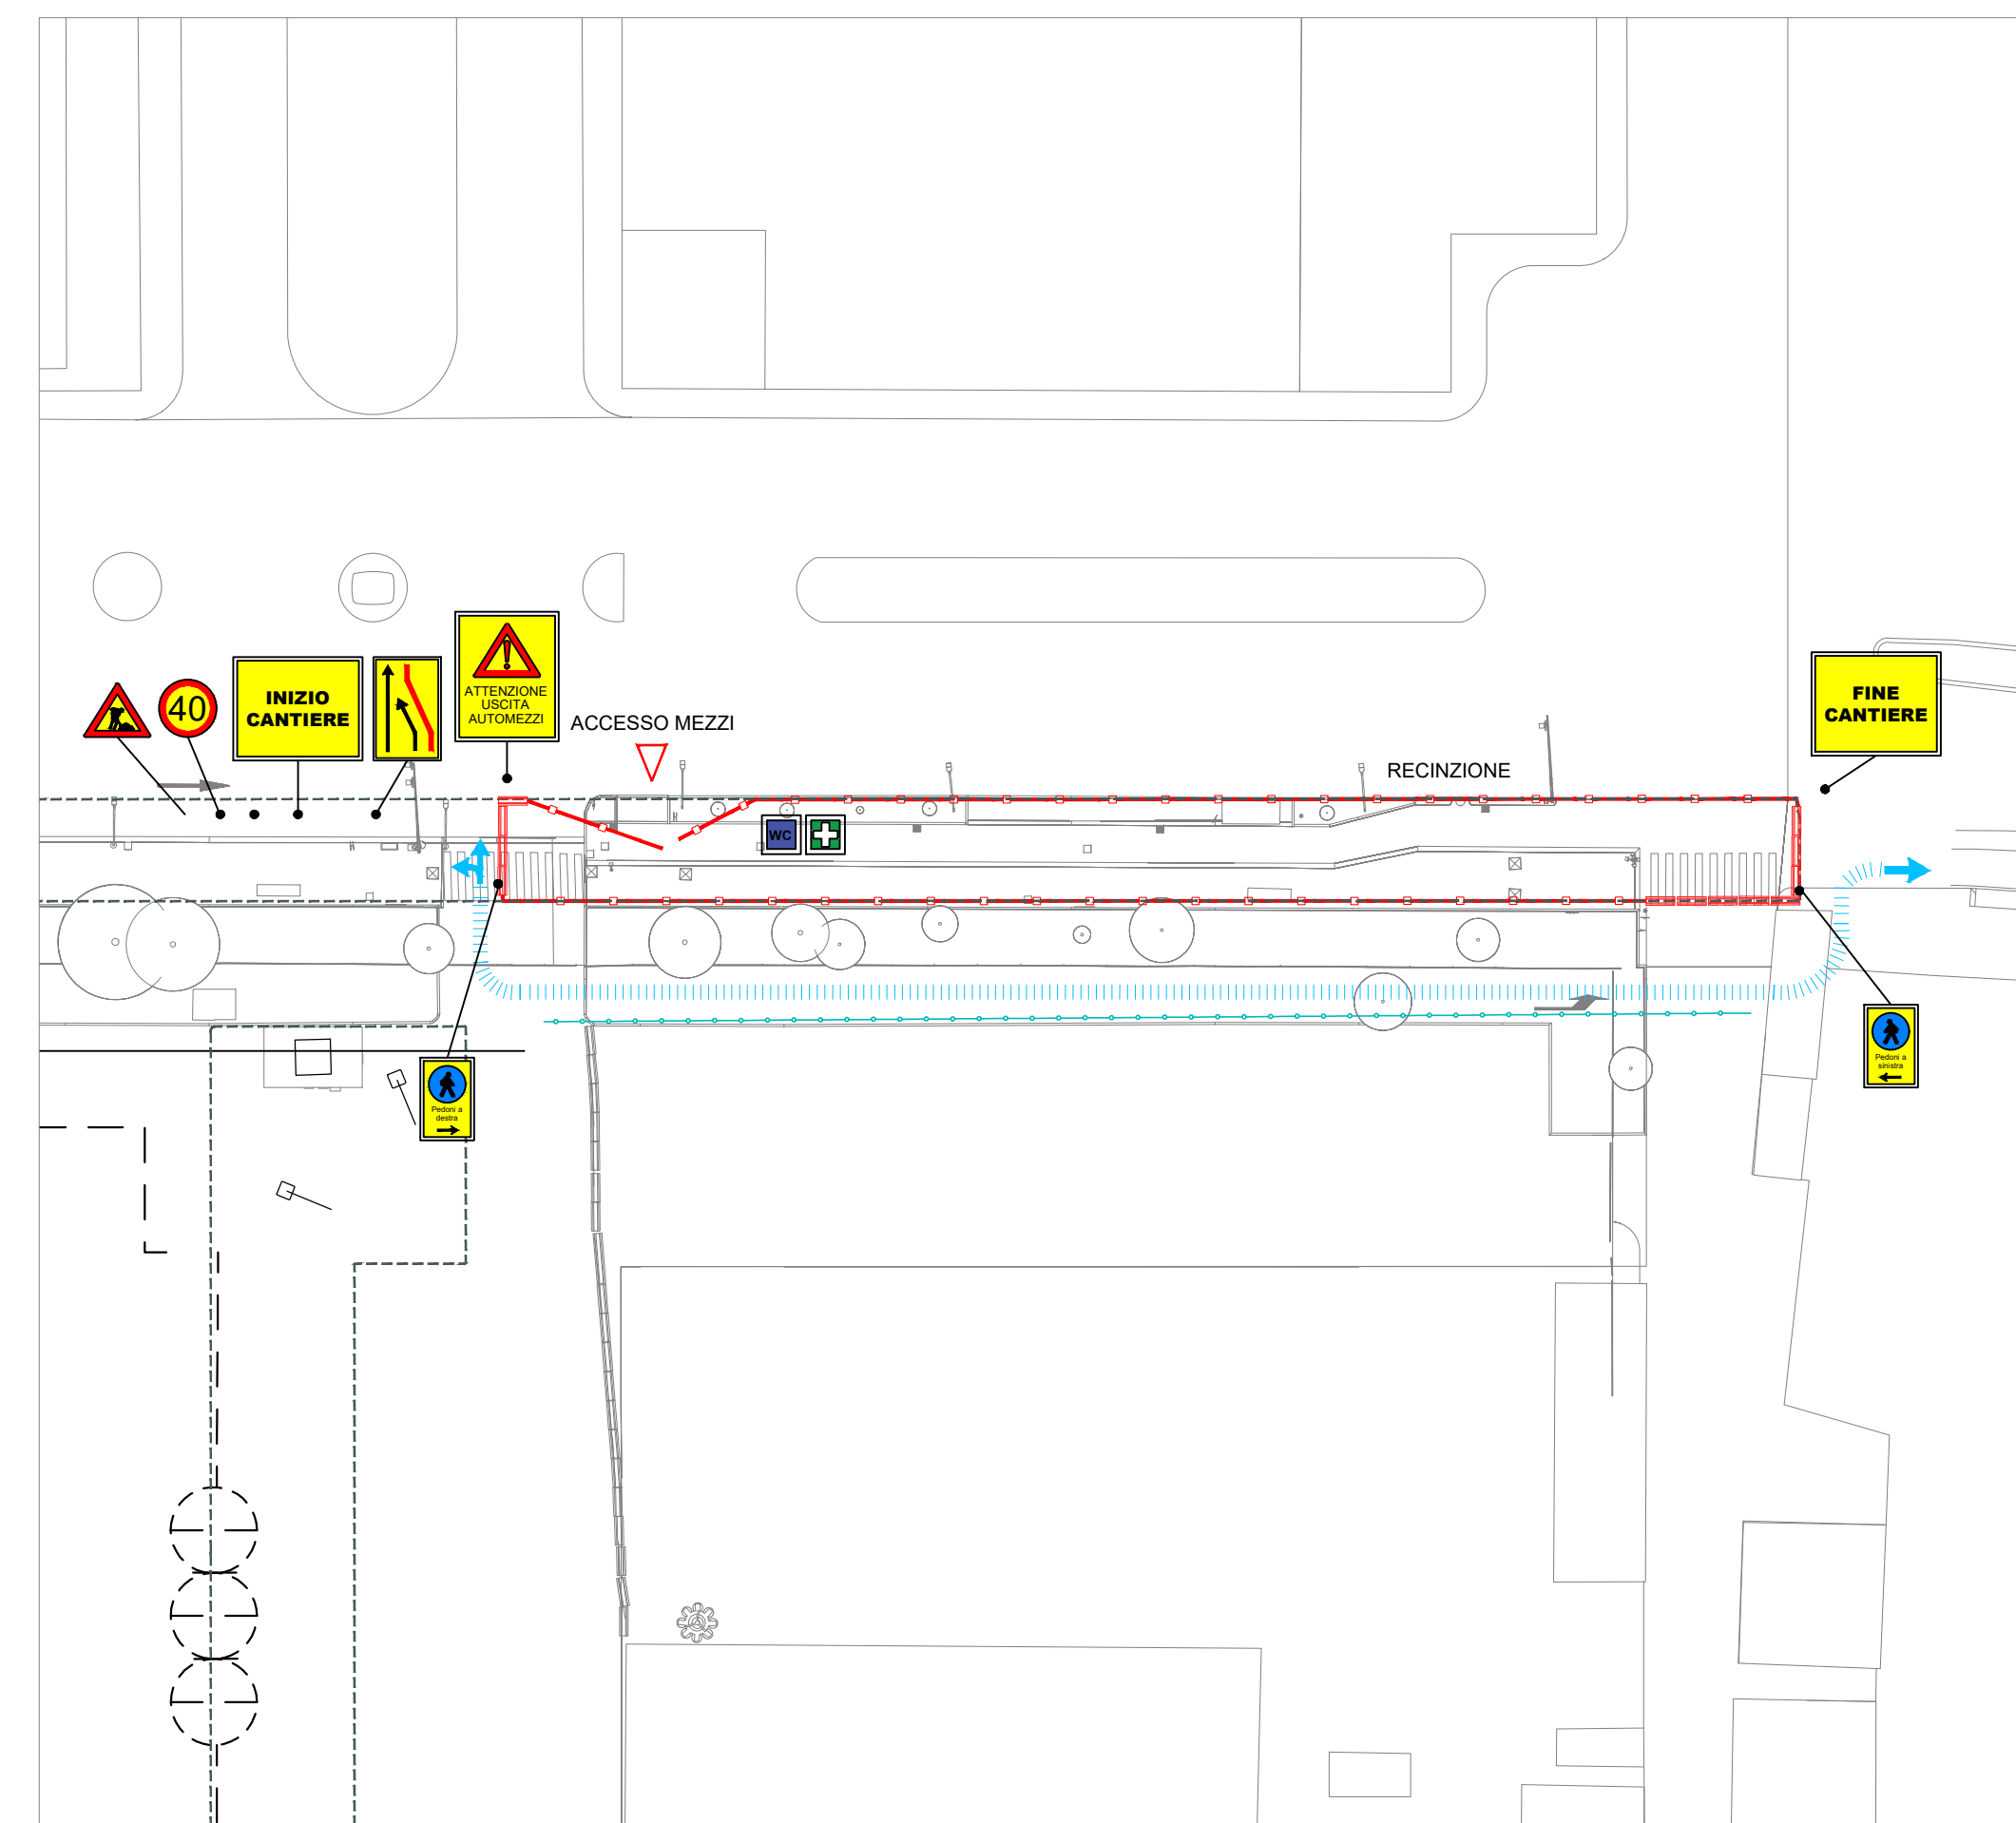 40
INIZIO
CANTIERE
ATTENZIONE
USCITA
AUTOMEZZI
ACCESSO MEZZI
RECINZIONE
FINE
CANTIERE
WC
Pedoni a
destra
Pedoni a
sinistra